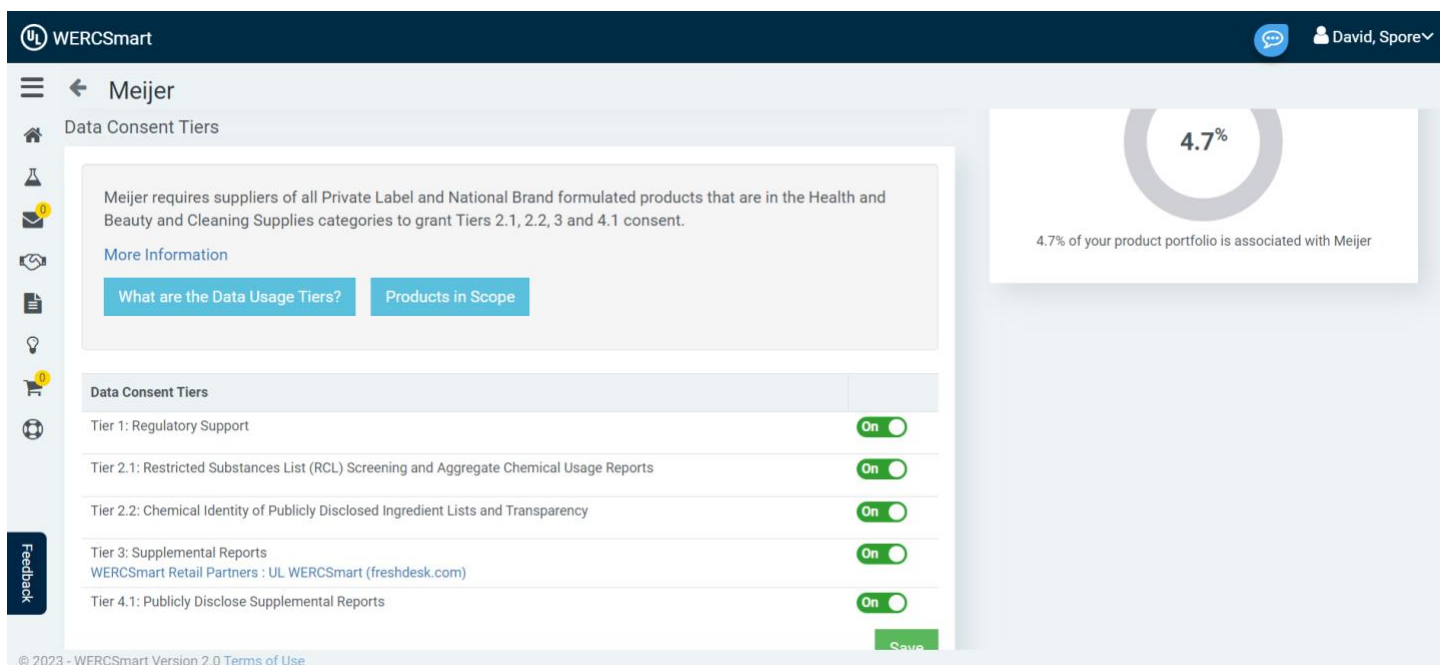 UL WERCSmart
David, Spore
Meijer
Data Consent Tiers
Meijer requires suppliers of all Private Label and National Brand formulated products that are in the Health and
Beauty and Cleaning Supplies categories to grant Tiers 2.1, 2.2, 3 and 4.1 consent.
More Information
What are the Data Usage Tiers?
Products in Scope
Data Consent Tiers
Tier 1: Regulatory Support
On
Tier 2.1: Restricted Substances List (RCL) Screening and Aggregate Chemical Usage Reports
On
Tier 2.2: Chemical Identity of Publicly Disclosed Ingredient Lists and Transparency
On
Tier 3: Supplemental Reports
On
WERCSmart Retail Partners : UL WERCSmart (freshdesk.com)
Tier 4.1: Publicly Disclose Supplemental Reports
On
Save
4.7%
4.7% of your product portfolio is associated with Meijer
0
0
Feedback
© 2023 - WERCSmart Version 2.0 Terms of Use